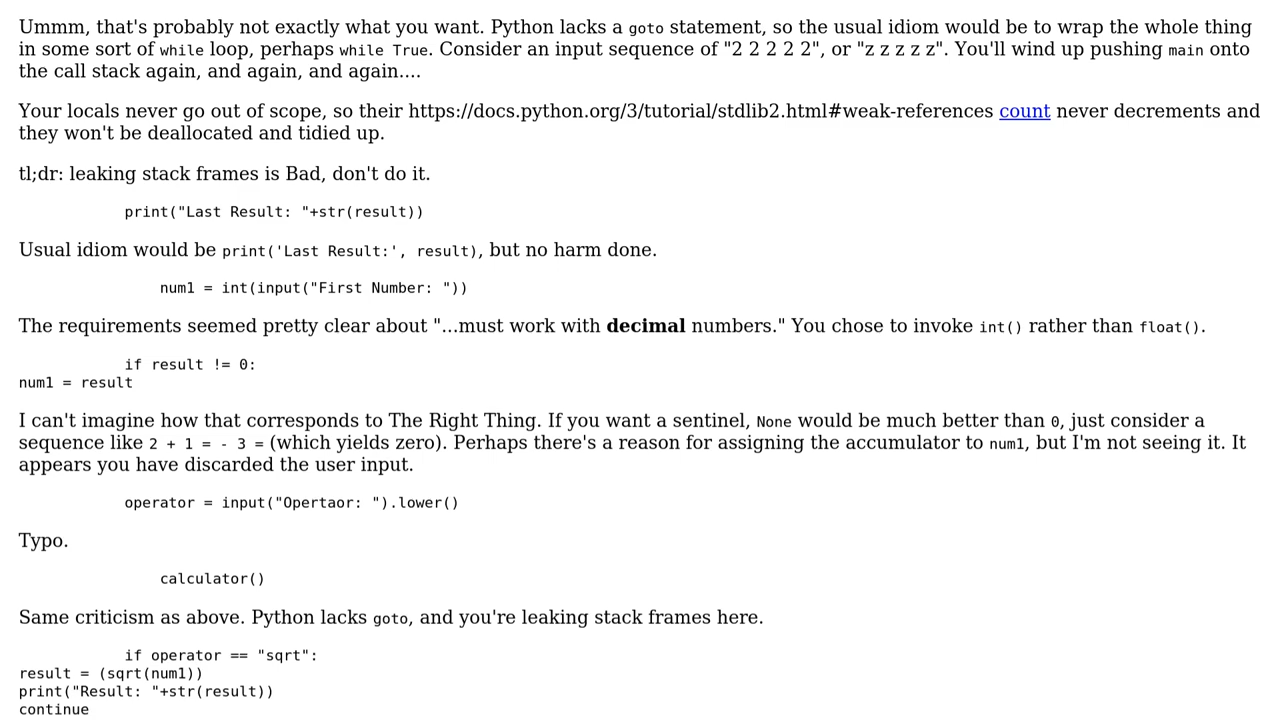 Ummm, that's probably not exactly what you want. Python lacks a goto statement, so the usual idiom would be to wrap the whole thing
in some sort of while loop, perhaps while True. Consider an input sequence of "2 2 2 2 2", or "z z z z z". You'll wind up pushing main onto
the call stack again, and again, and again....
Your locals never go out of scope, so their https://docs.python.org/3/tutorial/stdlib2.html#weak-references count never decrements and
they won't be deallocated and tidied up.
tl;dr: leaking stack frames is Bad, don't do it.
print("Last Result: "+str(result))
Usual idiom would be print('Last Result:', result), but no harm done.
num1 = int(input("First Number: "))
The requirements seemed pretty clear about "...must work with decimal numbers." You chose to invoke int() rather than float().
if result != 0:
num1 = result
I can't imagine how that corresponds to The Right Thing. If you want a sentinel, None would be much better than 0, just consider a
sequence like 2 + 1 = - 3 = (which yields zero). Perhaps there's a reason for assigning the accumulator to num1, but I'm not seeing it. It
appears you have discarded the user input.
operator = input("Opertaor: ").lower()
Typo.
calculator()
Same criticism as above. Python lacks goto, and you're leaking stack frames here.
if operator == "sqrt":
result = (sqrt(num1))
print("Result: "+str(result))
continue